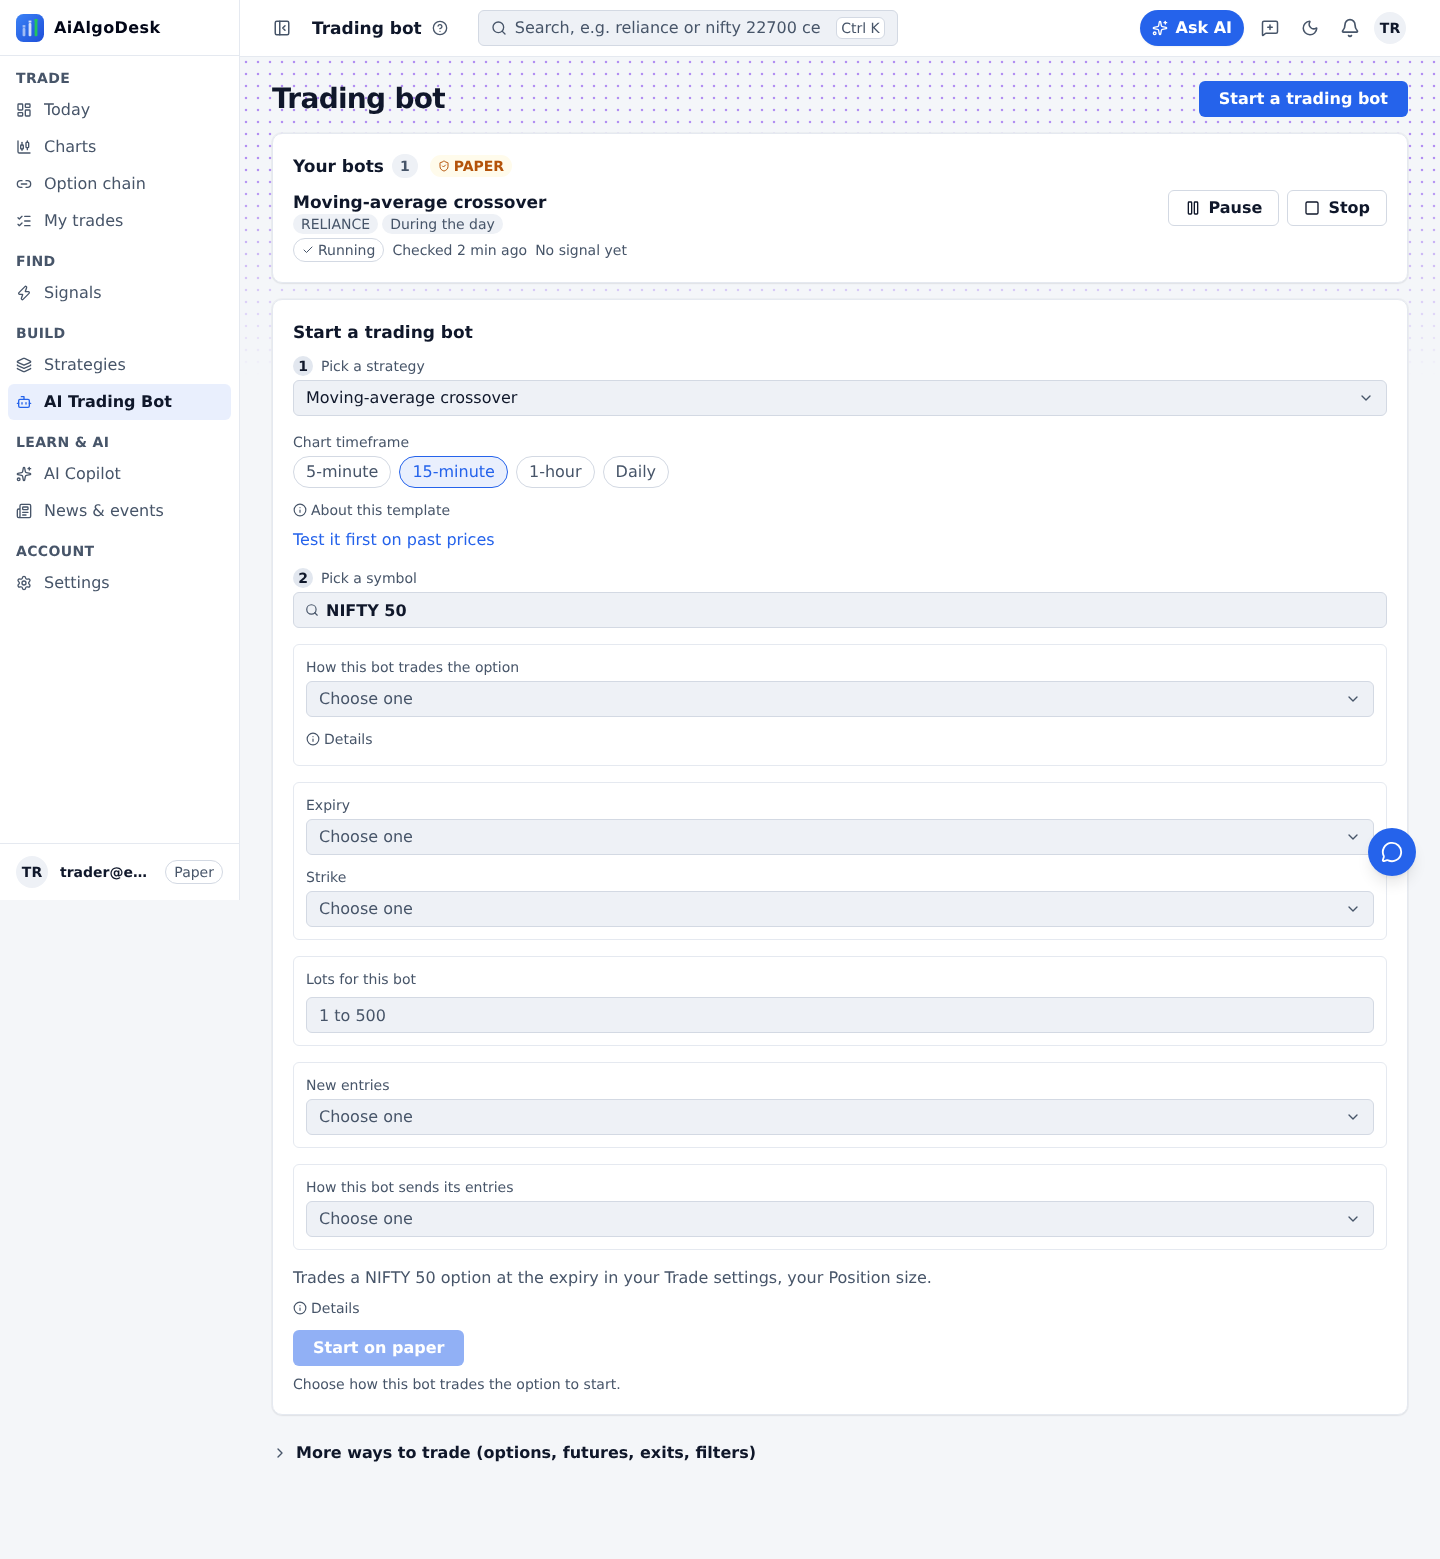 AiAlgoDesk
Trading bot
Search, e.g. reliance or nifty 22700 ce
Ctrl K
Ask AI
TR
TRADE
Today
Charts
Option chain
My trades
FIND
Signals
BUILD
Strategies
AI Trading Bot
LEARN & AI
AI Copilot
News & events
ACCOUNT
Settings
TR trader@e... Paper
Trading bot
Start a trading bot
Your bots 1 PAPER
Moving-average crossover
RELIANCE During the day
Running Checked 2 min ago No signal yet
Pause Stop
Start a trading bot
1 Pick a strategy
Moving-average crossover
Chart timeframe
5-minute 15-minute 1-hour Daily
About this template
Test it first on past prices
2 Pick a symbol
NIFTY 50
How this bot trades the option
Choose one
Details
Expiry
Choose one
Strike
Choose one
Lots for this bot
1 to 500
New entries
Choose one
How this bot sends its entries
Choose one
Trades a NIFTY 50 option at the expiry in your Trade settings, your Position size.
Details
Start on paper
Choose how this bot trades the option to start.
More ways to trade (options, futures, exits, filters)